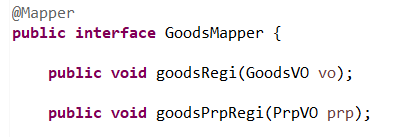 @Mapper
public interface GoodsMapper {
public void goodsRegi(GoodsVO vo);
public void goodsPrpRegi(PrpVO prp);